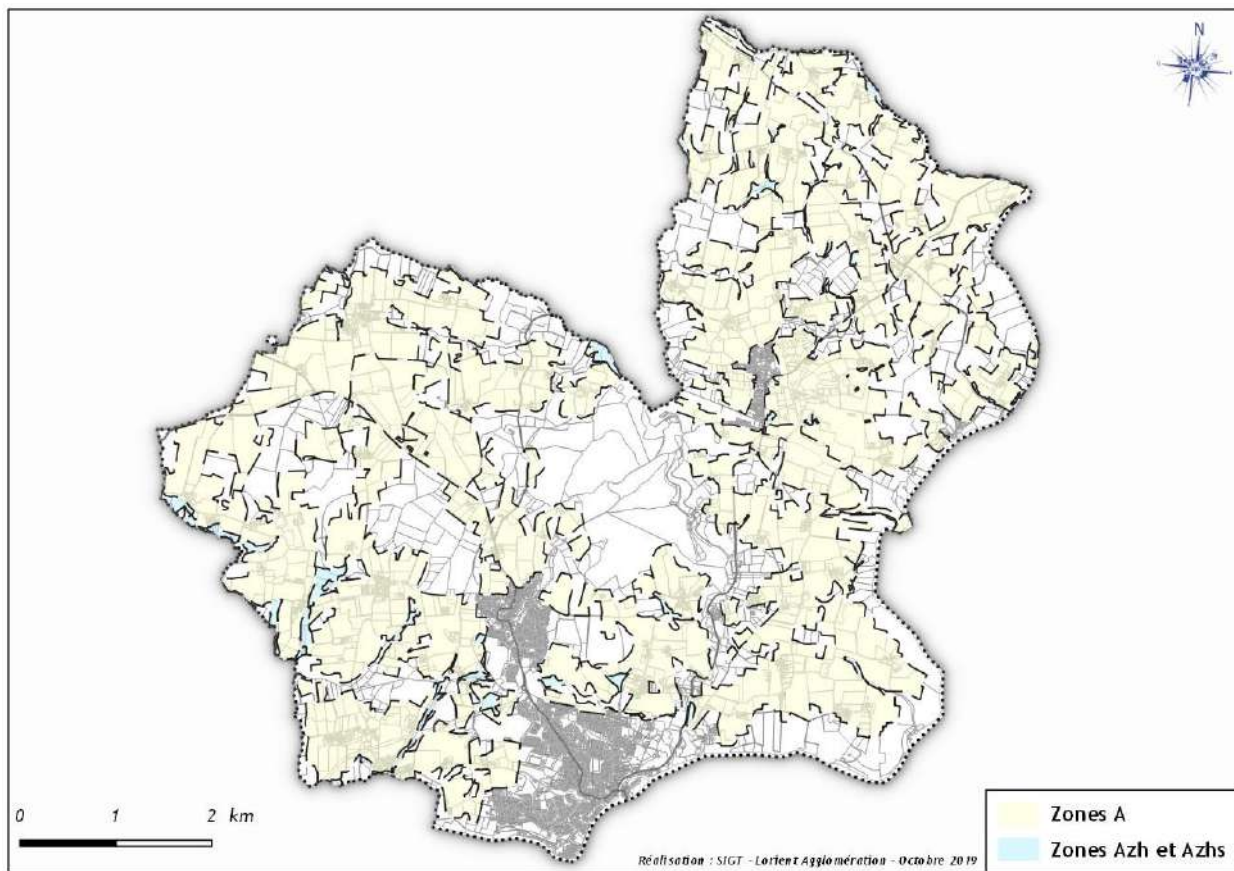 N
0 1 2 km
Réalisation : SIGT - Lorient Agglomération - Octobre 2019
Zones A
Zones Azh et Azhs